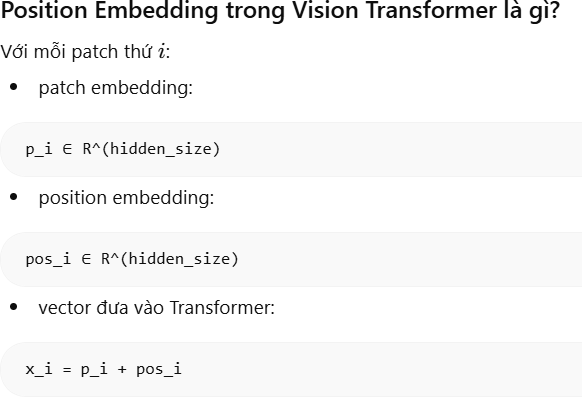 Position Embedding trong Vision Transformer là gì?
Với mỗi patch thứ i:
• patch embedding:
p_i ∈ R^(hidden_size)
• position embedding:
pos_i ∈ R^(hidden_size)
• vector đưa vào Transformer:
x_i = p_i + pos_i